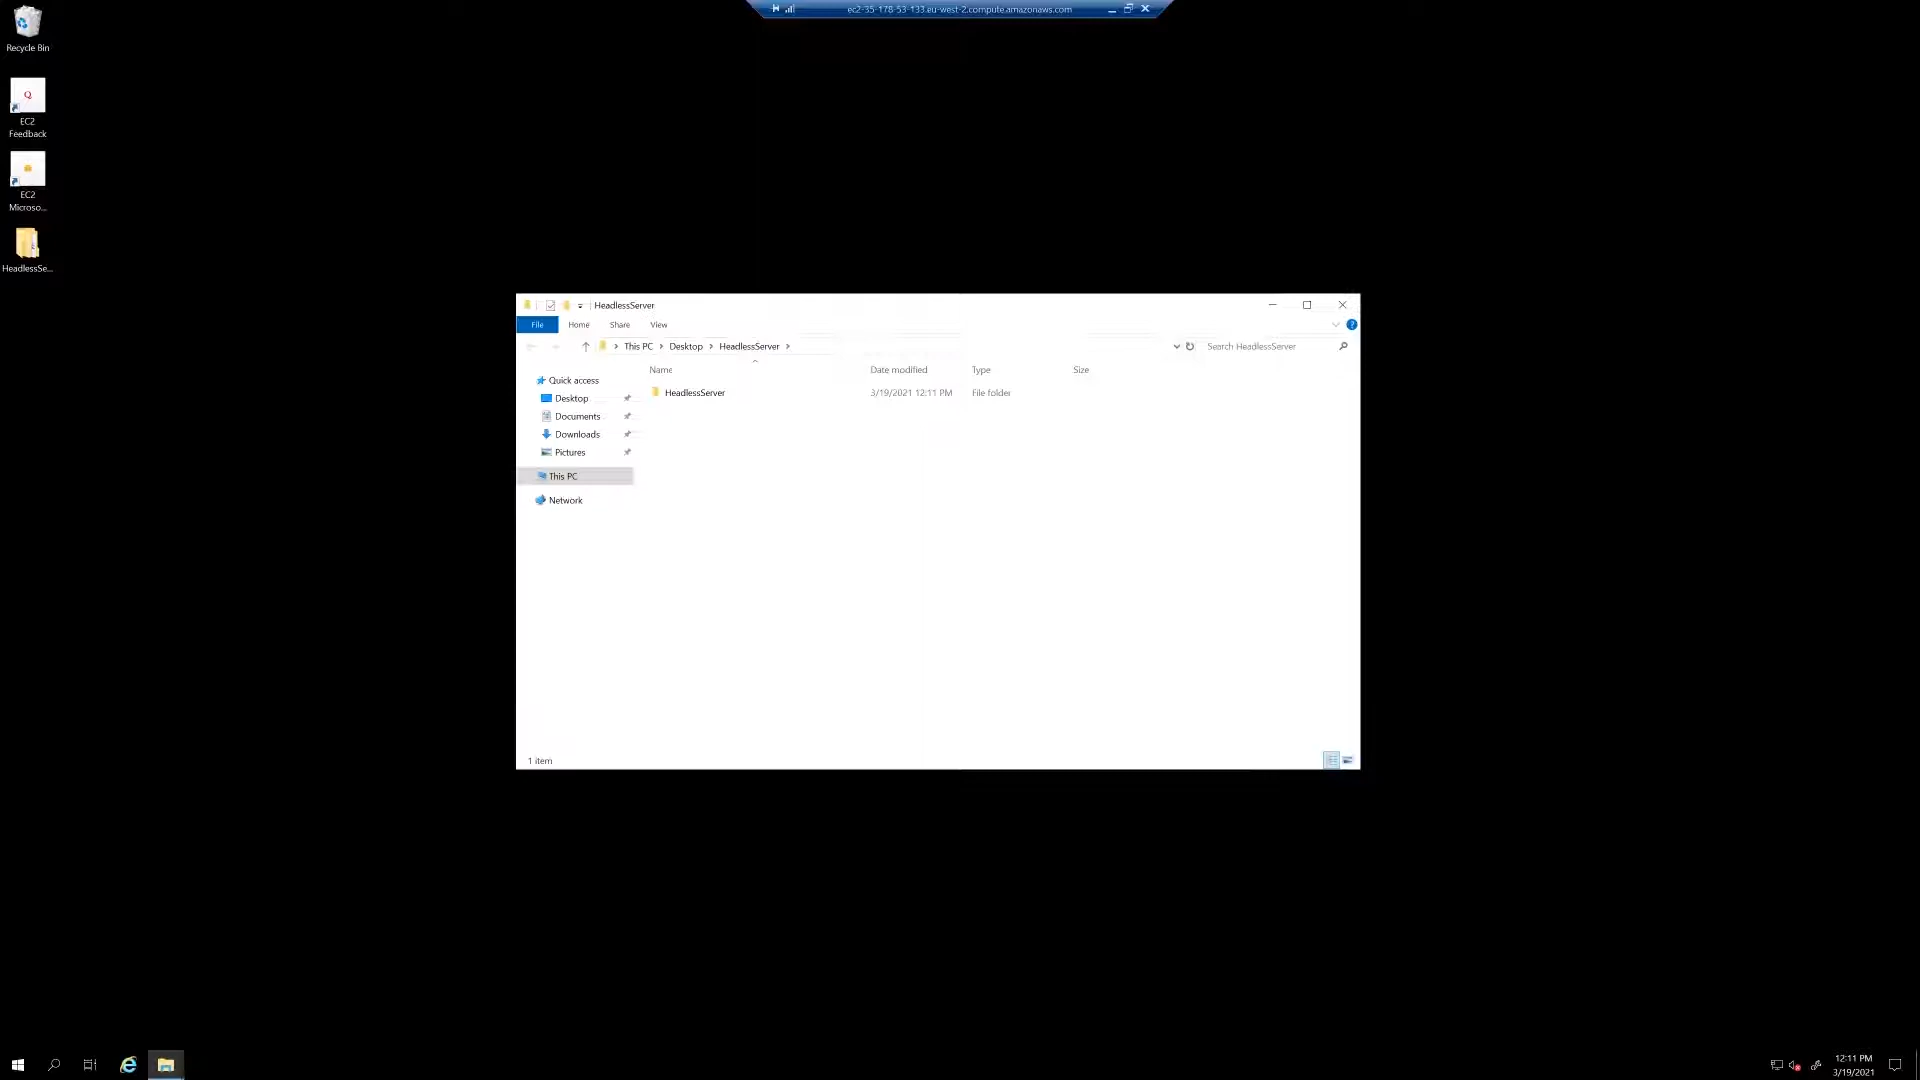 ec2-35-178-53-133.eu-west-2.compute.amazonaws.com
Recycle Bin
Q
EC2
Feedback
EC2
Microso...
HeadlessSe...
HeadlessServer
File Home Share View
This PC > Desktop > HeadlessServer >
Search HeadlessServer
Name Date modified Type Size
HeadlessServer 3/19/2021 12:11 PM File folder
Quick access
Desktop
Documents
Downloads
Pictures
This PC
Network
1 item
12:11 PM
3/19/2021